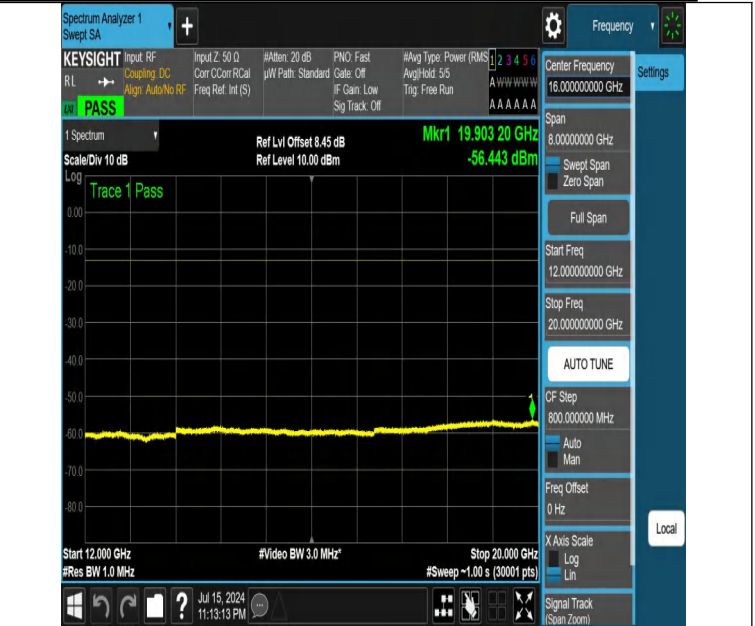 Spectrum Analyzer 1
Swept SA
+
Frequency
KEYSIGHT
RL
PASS
Input: RF
Coupling: DC
Align: Auto/No RF
Input Z: 50 Ω
Corr CCorr RCal
Freq Ref: Int (S)
#Atten: 20 dB
µW Path: Standard
PNO: Fast
Gate: Off
IF Gain: Low
Sig Track: Off
#Avg Type: Power (RMS
Avg|Hold: 5/5
Trig: Free Run
1 2 3 4 5 6
A W W W W W
A A A A A A
1 Spectrum
Scale/Div 10 dB
Ref Lvl Offset 8.45 dB
Ref Level 10.00 dBm
Mkr1 19.903 20 GHz
-56.443 dBm
Log
Trace 1 Pass
0.00
-10.0
-20.0
-30.0
-40.0
-50.0
-60.0
-70.0
-80.0
1
Start 12.000 GHz
#Res BW 1.0 MHz
#Video BW 3.0 MHz*
Stop 20.000 GHz
#Sweep ~1.00 s (30001 pts)
?
Jul 15, 2024
11:13:13 PM
Center Frequency
16.000000000 GHz
Span
8.00000000 GHz
Swept Span
Zero Span
Full Span
Start Freq
12.000000000 GHz
Stop Freq
20.000000000 GHz
AUTO TUNE
CF Step
800.000000 MHz
Auto
Man
Freq Offset
0 Hz
X Axis Scale
Log
Lin
Signal Track
(Span Zoom)
Settings
Local